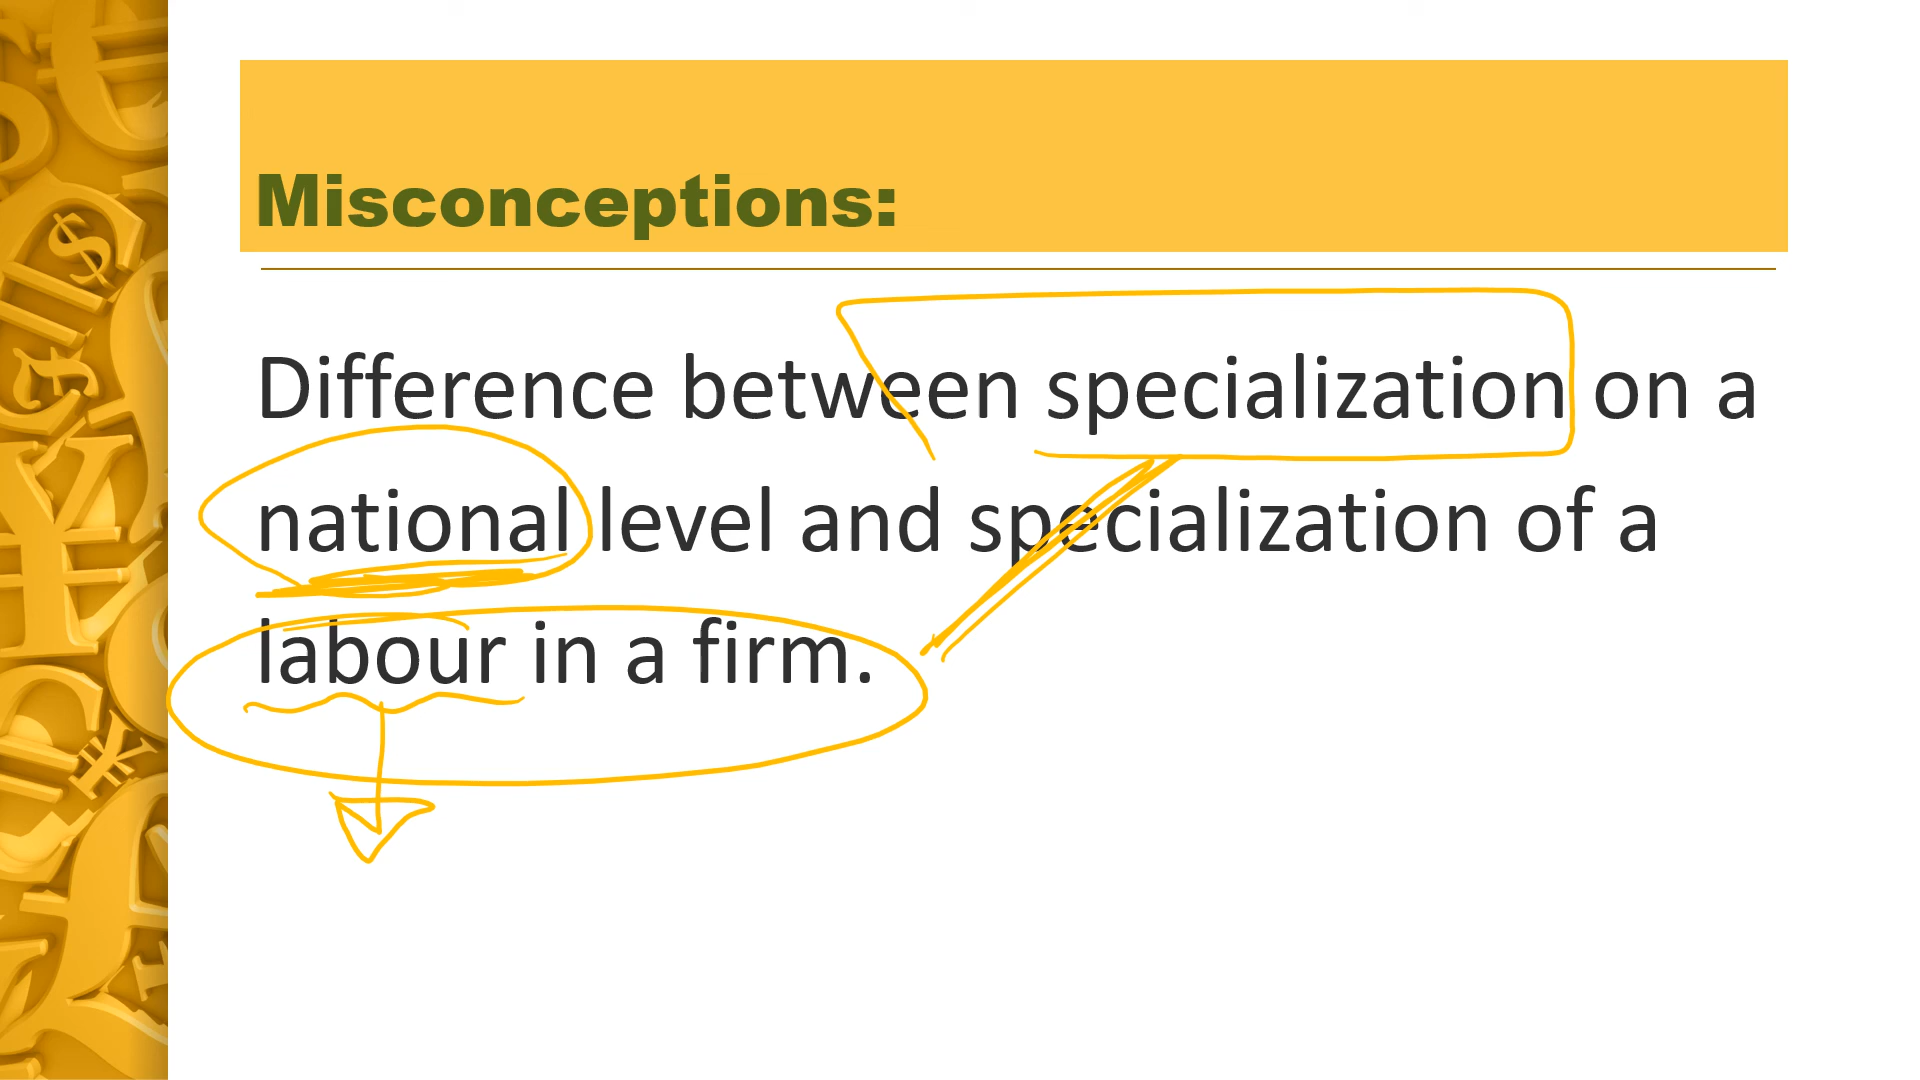 Misconceptions:
Difference between specialization on a
national level and specialization of a
labour in a firm.